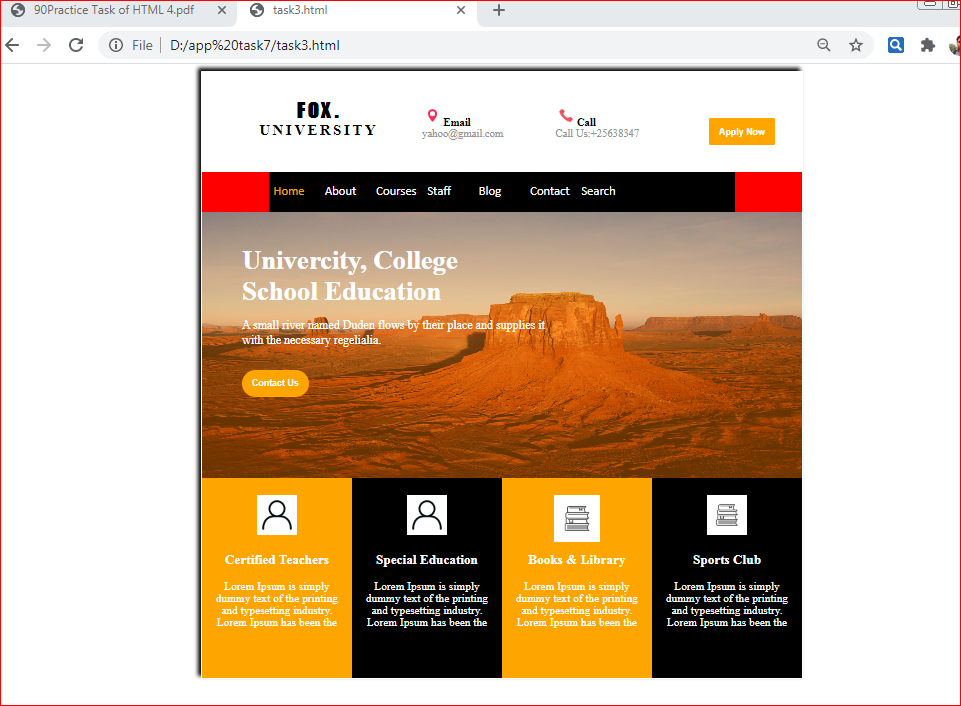 90Practice Task of HTML 4.pdf
task3.html
File
D:/app%20task7/task3.html
FOX.
UNIVERSITY
Email
yahoo@gmail.com
Call
Call Us:+25638347
Apply Now
Home About Courses Staff Blog Contact Search
Univercity, College
School Education
A small river named Duden flows by their place and supplies it
with the necessary regelialia.
Contact Us
Certified Teachers
Lorem Ipsum is simply
dummy text of the printing
and typesetting industry.
Lorem Ipsum has been the
Special Education
Lorem Ipsum is simply
dummy text of the printing
and typesetting industry.
Lorem Ipsum has been the
Books & Library
Lorem Ipsum is simply
dummy text of the printing
and typesetting industry.
Lorem Ipsum has been the
Sports Club
Lorem Ipsum is simply
dummy text of the printing
and typesetting industry.
Lorem Ipsum has been the